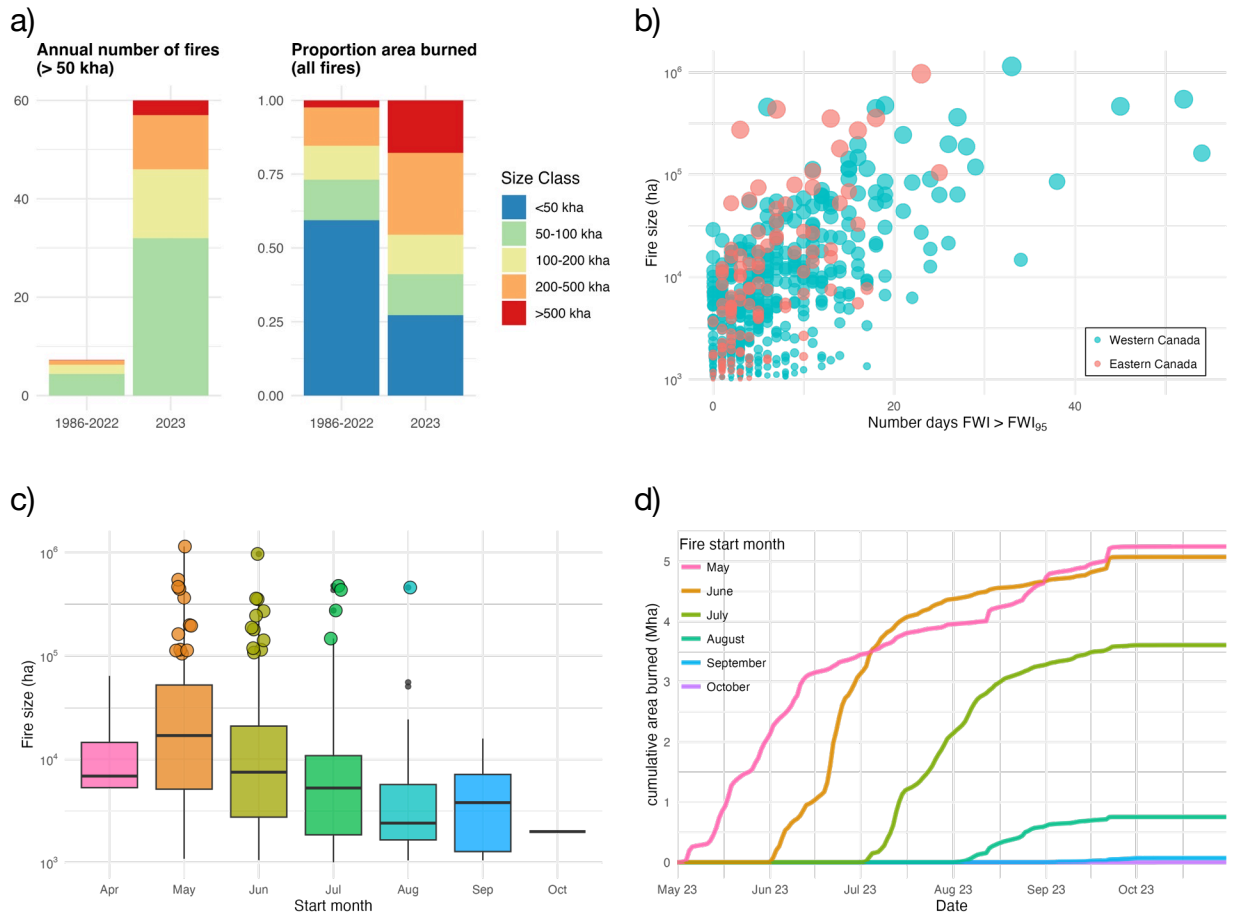 a)
Annual number of fires
(> 50 kha)
60
40
20
0
1986-2022
2023
Proportion area burned
(all fires)
1.00
0.75
0.50
0.25
0.00
1986-2022
2023
Size Class
<50 kha
50-100 kha
100-200 kha
200-500 kha
>500 kha
b)
Fire size (ha)
10⁶
10⁵
10⁴
10³
0
20
40
Number days FWI > FWI₉₅
Western Canada
Eastern Canada
c)
Fire size (ha)
10⁶
10⁵
10⁴
10³
Apr
May
Jun
Jul
Aug
Sep
Oct
Start month
d)
cumulative area burned (Mha)
5
4
3
2
1
0
Fire start month
May
June
July
August
September
October
May 23
Jun 23
Jul 23
Aug 23
Sep 23
Oct 23
Date